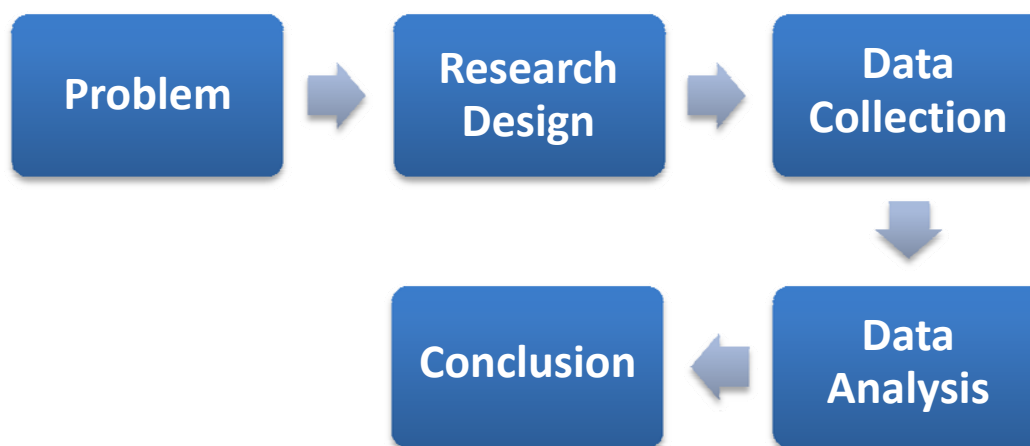 Problem
Research
Design
Data
Collection
Data
Analysis
Conclusion